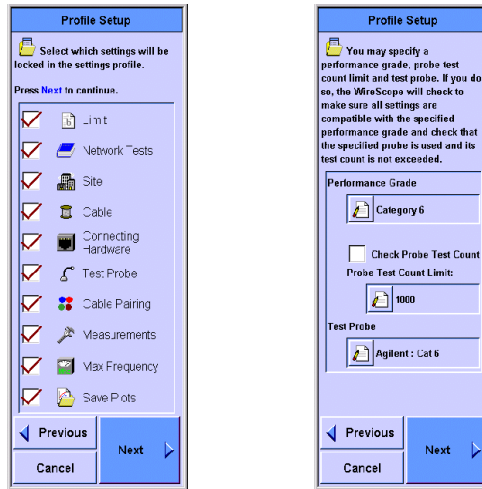 Profile Setup
Select which settings will be
locked in the settings profile.
Press Next to continue.
Limit
Network Tests
Site
Cable
Connecting
Hardware
Test Probe
Cable Pairing
Measurements
Max Frequency
Save Plots
Previous
Next
Cancel
Profile Setup
You may specify a
performance grade, probe test
count limit and test probe. If you do
so, the WireScope will check to
make sure all settings are
compatible with the specified
performance grade and check that
the specified probe is used and its
test count is not exceeded.
Performance Grade
Category 6
Check Probe Test Count
Probe Test Count Limit:
1000
Test Probe
Agilent : Cat 6
Previous
Next
Cancel